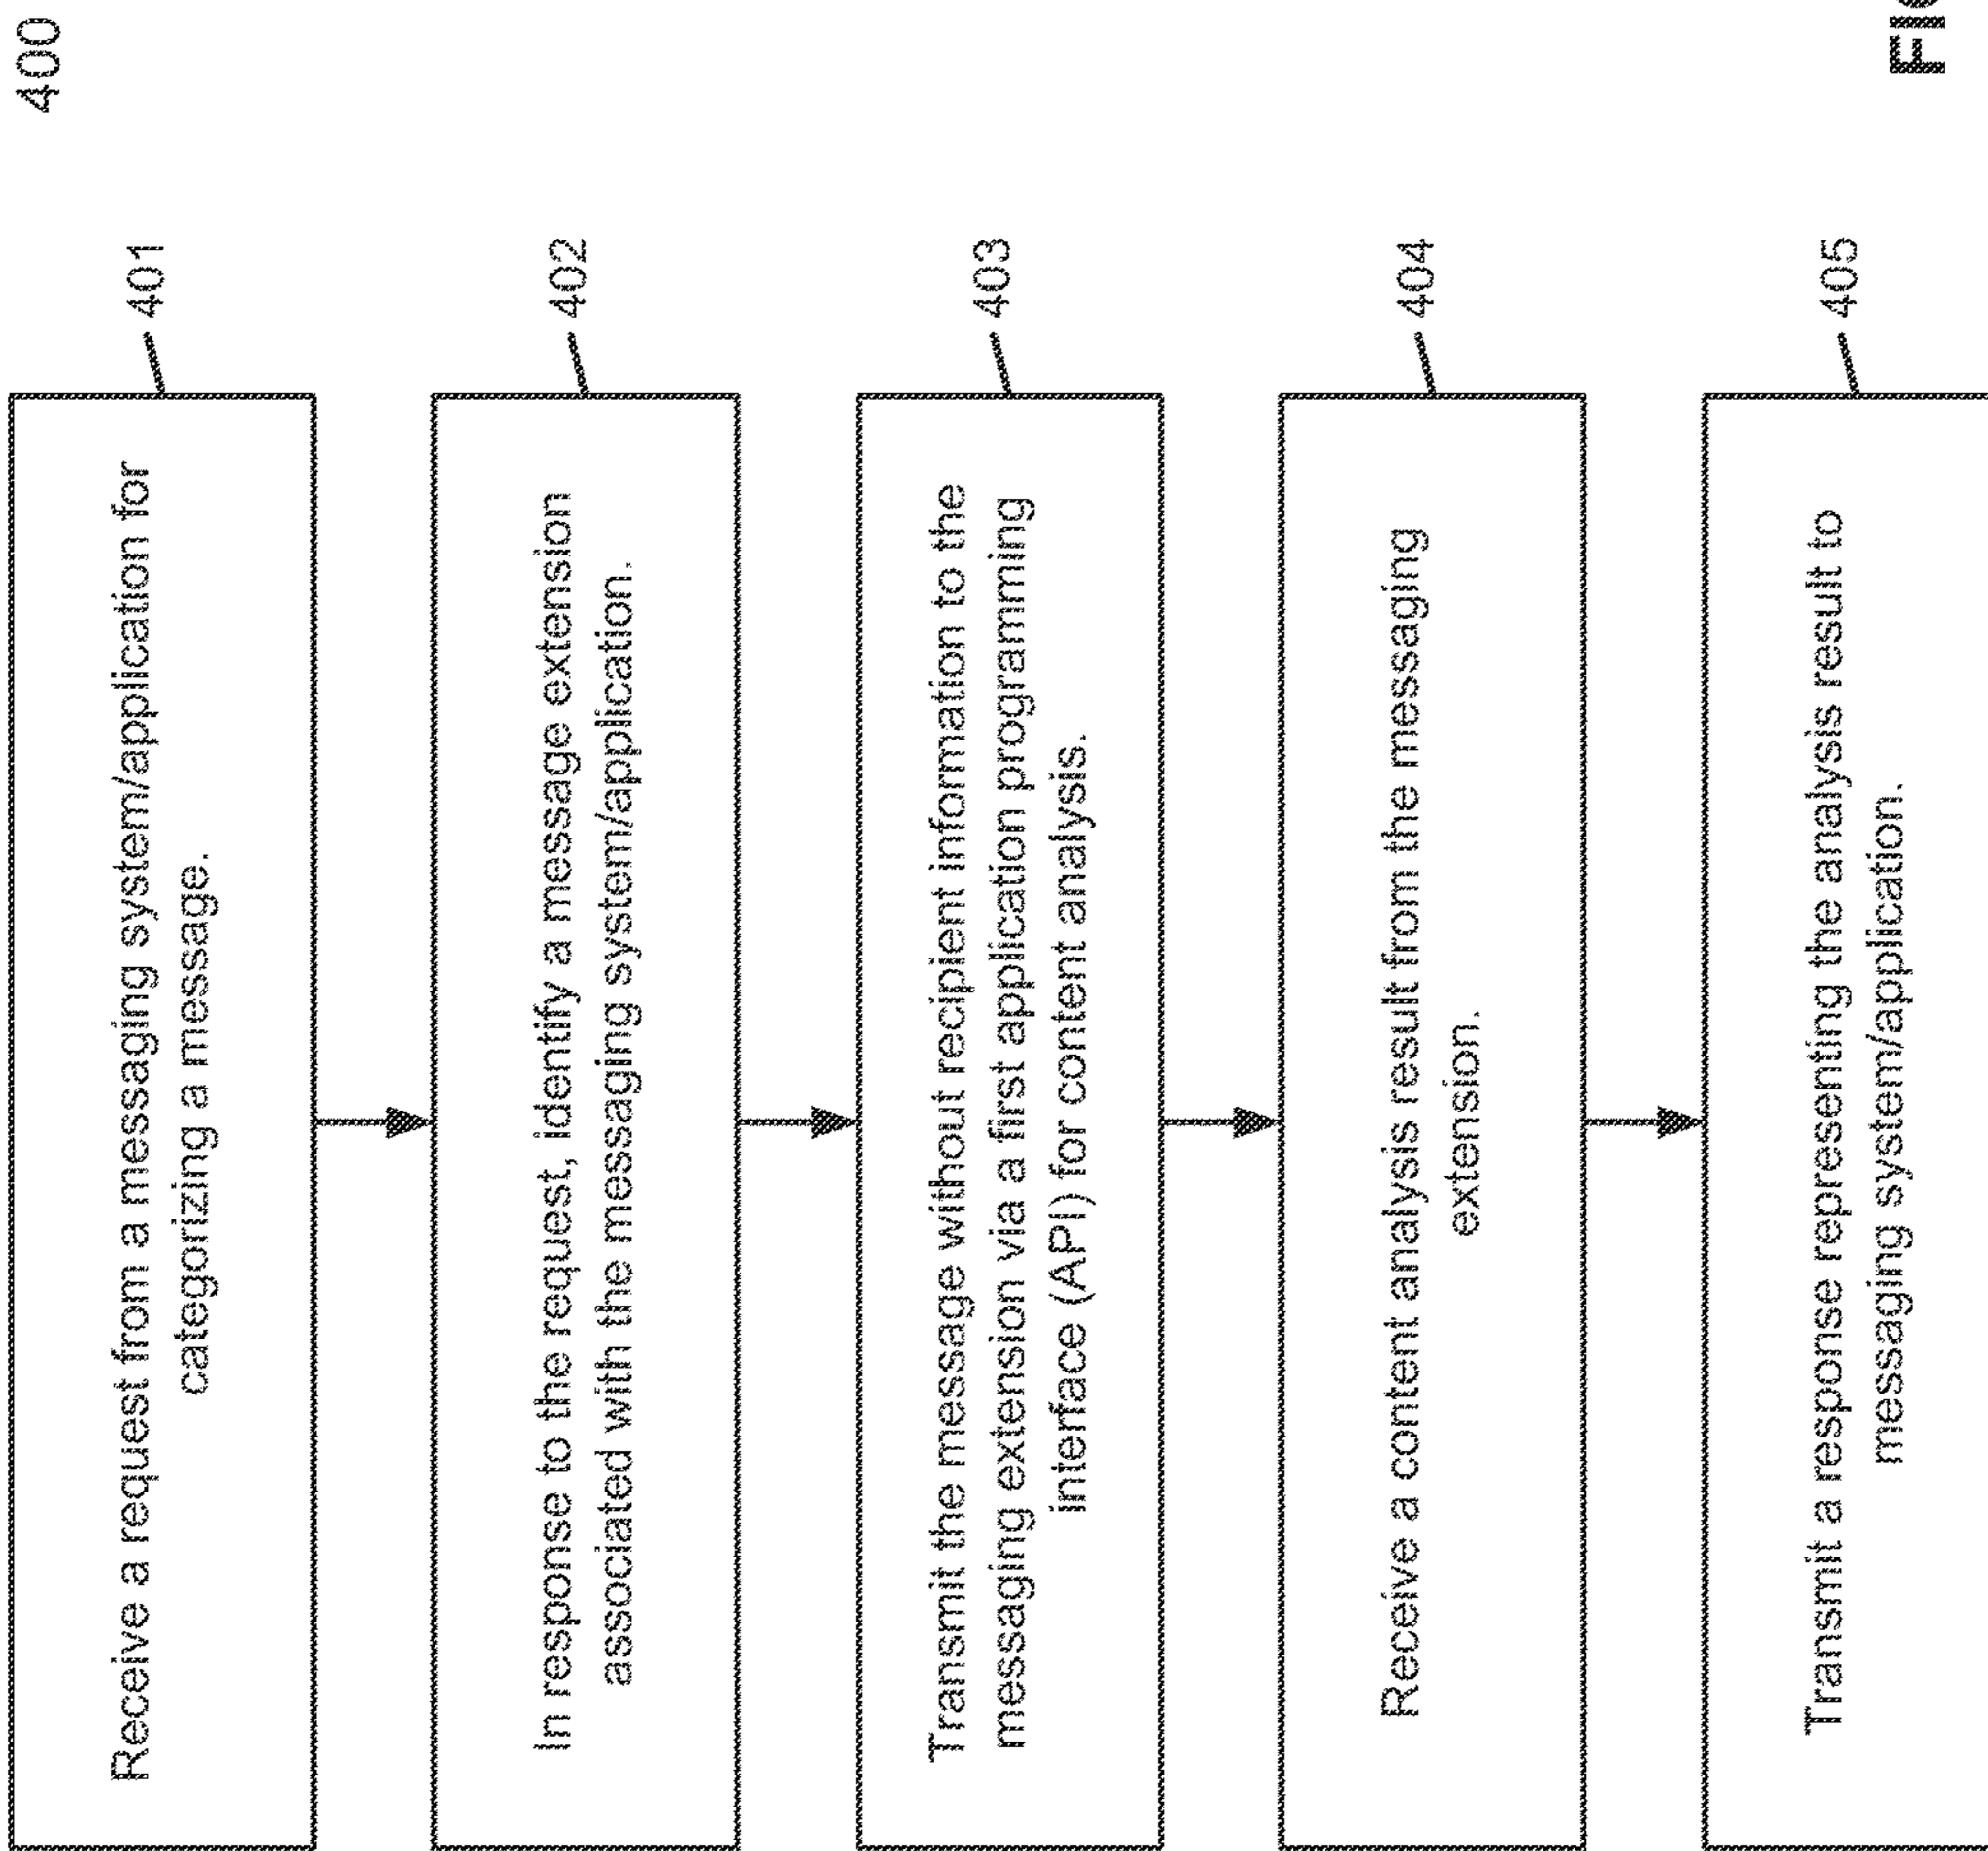 400
Receive a request from a messaging system/application for
categorizing a message.
401
In response to the request, identify a message extension
associated with the messaging system/application.
402
Transmit the message without recipient information to the
messaging extension via a first application programming
interface (API) for content analysis.
403
Receive a content analysis result from the messaging
extension.
404
Transmit a response representing the analysis result to
messaging system/application.
405